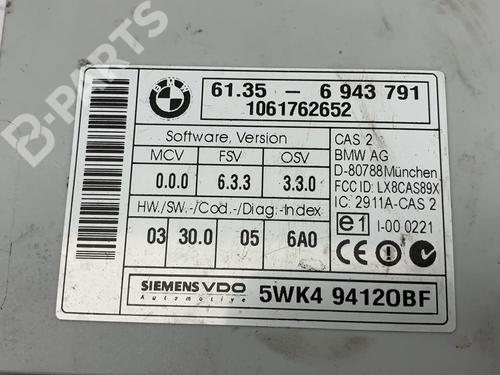 B-PARTS
BMW
61.35 - 6 943 791
1061762652
Software, Version
MCV FSV OSV
0.0.0 6.3.3 3.3.0
HW./SW.-/Cod.-/Diag.-Index
03 30.0 05 6A0
CAS 2
BMW AG
D-80788 München
FCC ID: LX8CAS89X
IC: 2911A-CAS 2
e1 I-00 0221
SIEMENS VDO
Automotive
5WK4 94120BF